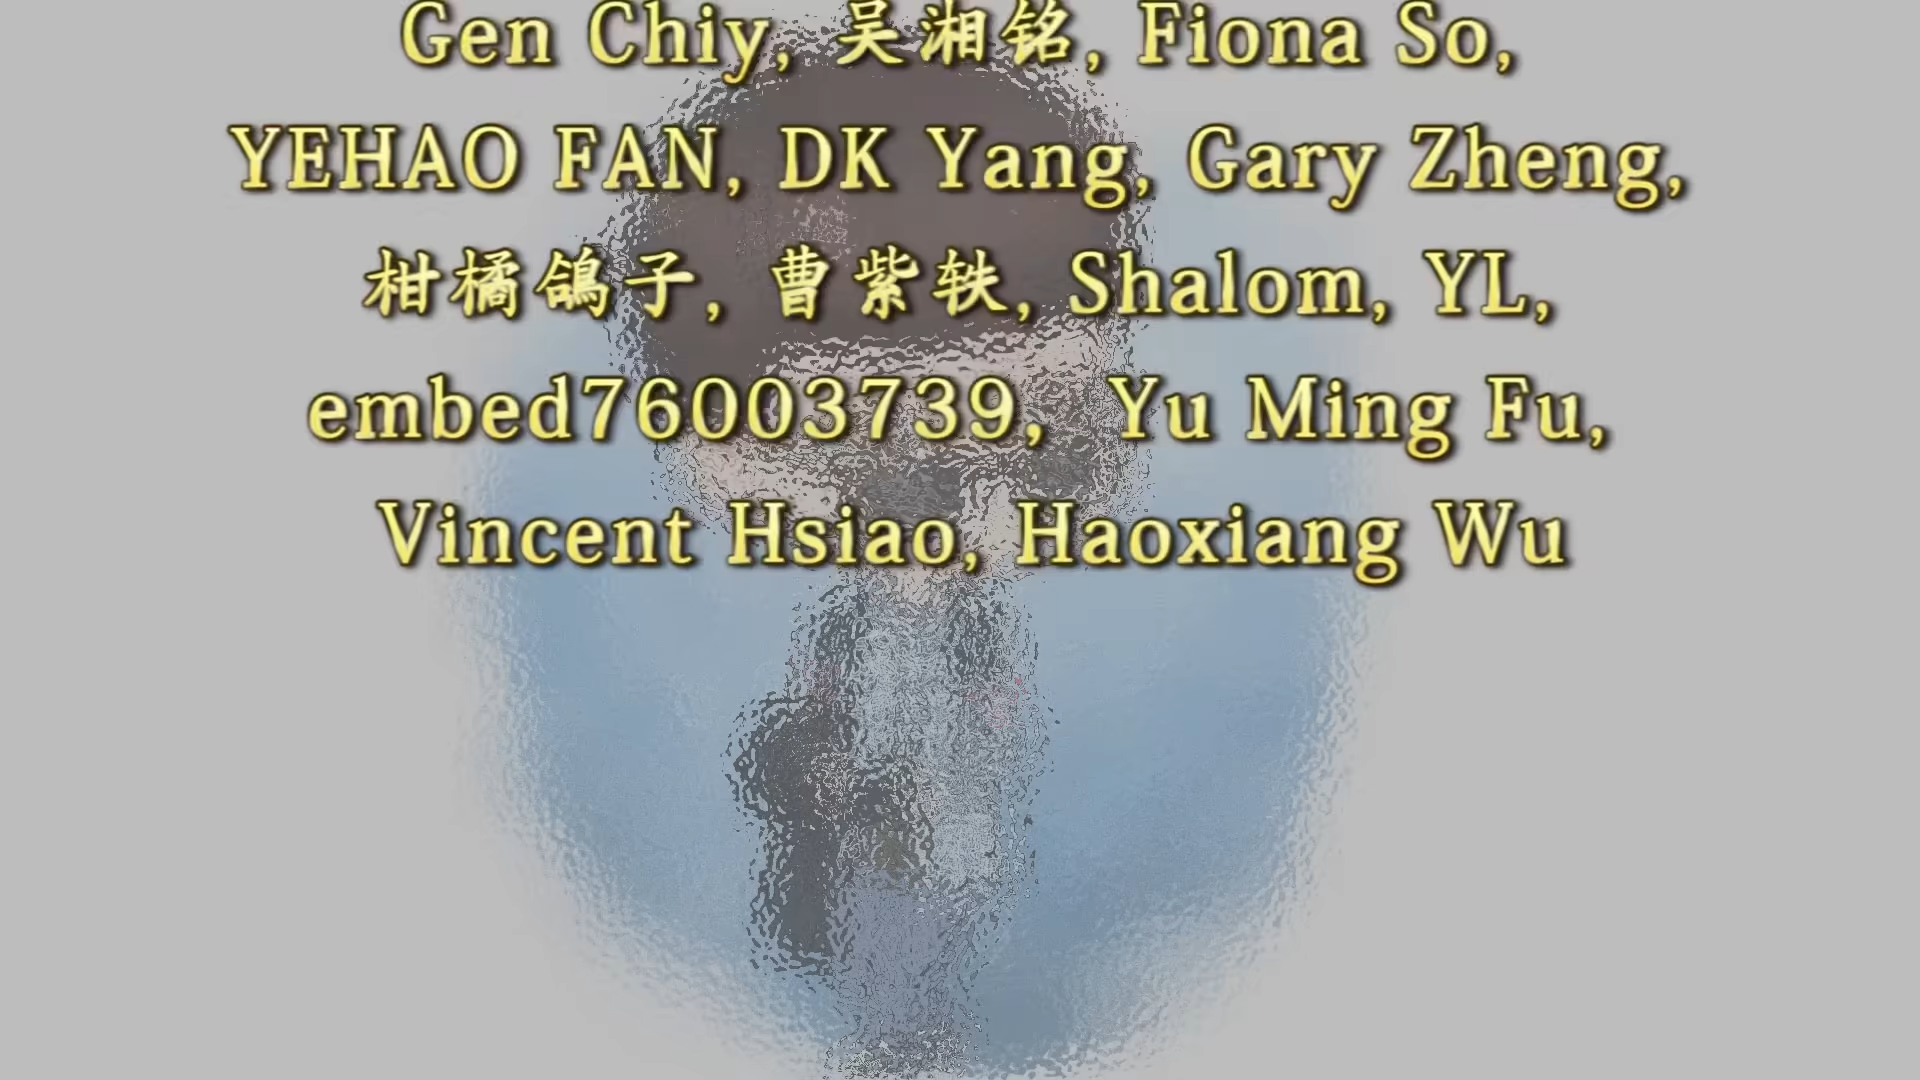 Gen Chiy, 吴湘铭, Fiona So,
YEHAO FAN, DK Yang, Gary Zheng,
柑橘鴿子, 曹紫轶, Shalom, YL,
embed76003739, Yu Ming Fu,
Vincent Hsiao, Haoxiang Wu